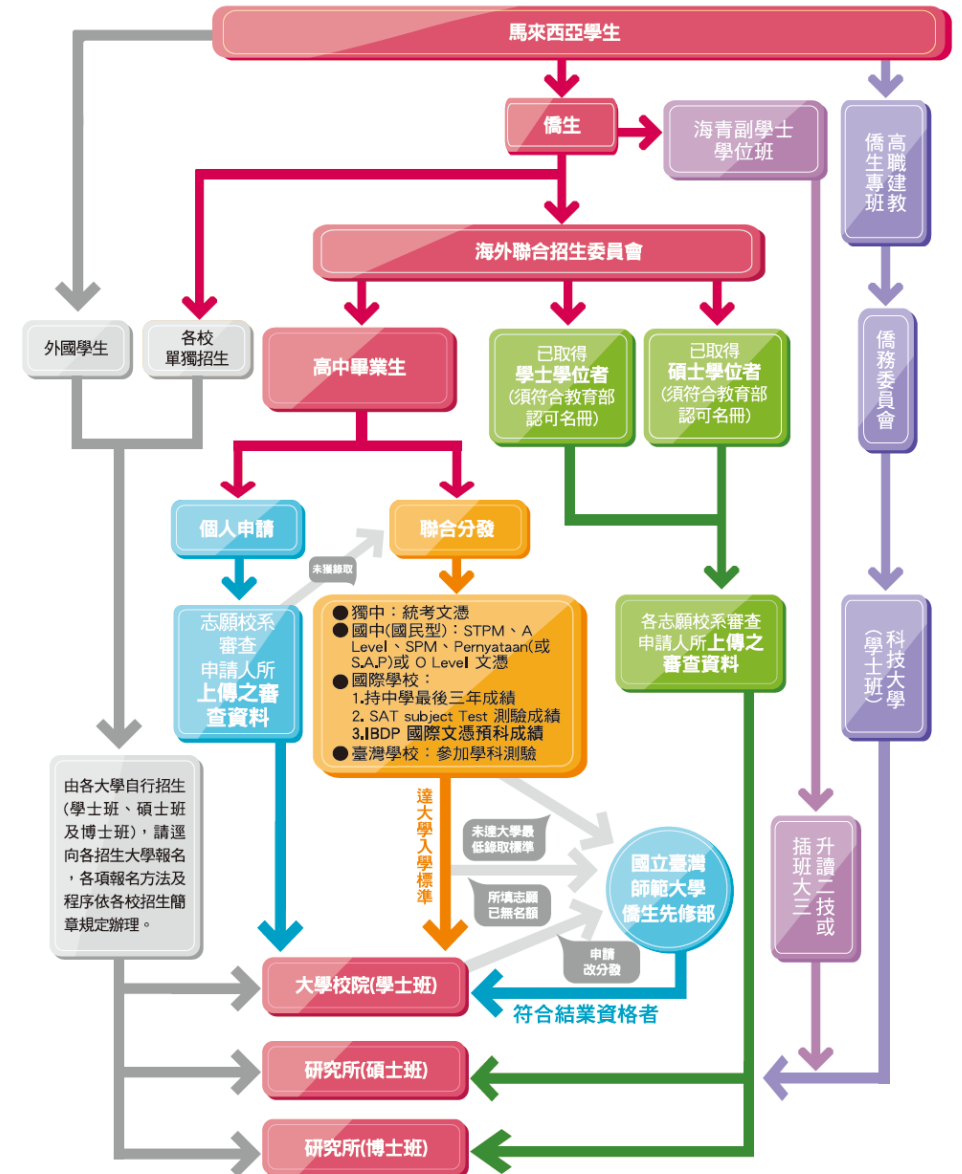 馬來西亞學生
僑生
海青副學士
學位班
高職建教
僑生專班
海外聯合招生委員會
外國學生
各校
單獨招生
高中畢業生
已取得
學士學位者
(須符合教育部
認可名冊)
已取得
碩士學位者
(須符合教育部
認可名冊)
僑務委員會
個人申請
聯合分發
未獲錄取
志願校系
審查
申請人所
上傳之審
查資料
●獨中：統考文憑
●國中(國民型)：STPM、A
Level、SPM、Pernyataan(或
S.A.P)或 O Level 文憑
●國際學校：
1.持中學最後三年成績
2. SAT subject Test 測驗成績
3.IBDP 國際文憑預科成績
●臺灣學校：參加學科測驗
各志願校系審查
申請人所上傳之
審查資料
科技大學
(學士班)
由各大學自行招生
(學士班、碩士班
及博士班)，請逕
向各招生大學報名
，各項報名方法及
程序依各校招生簡
章規定辦理。
達大學入學標準
未達大學最
低錄取標準
所填志願
已無名額
申請
改分發
國立臺灣
師範大學
僑生先修部
升讀二技或
插班大三
大學校院(學士班)
符合結業資格者
研究所(碩士班)
研究所(博士班)